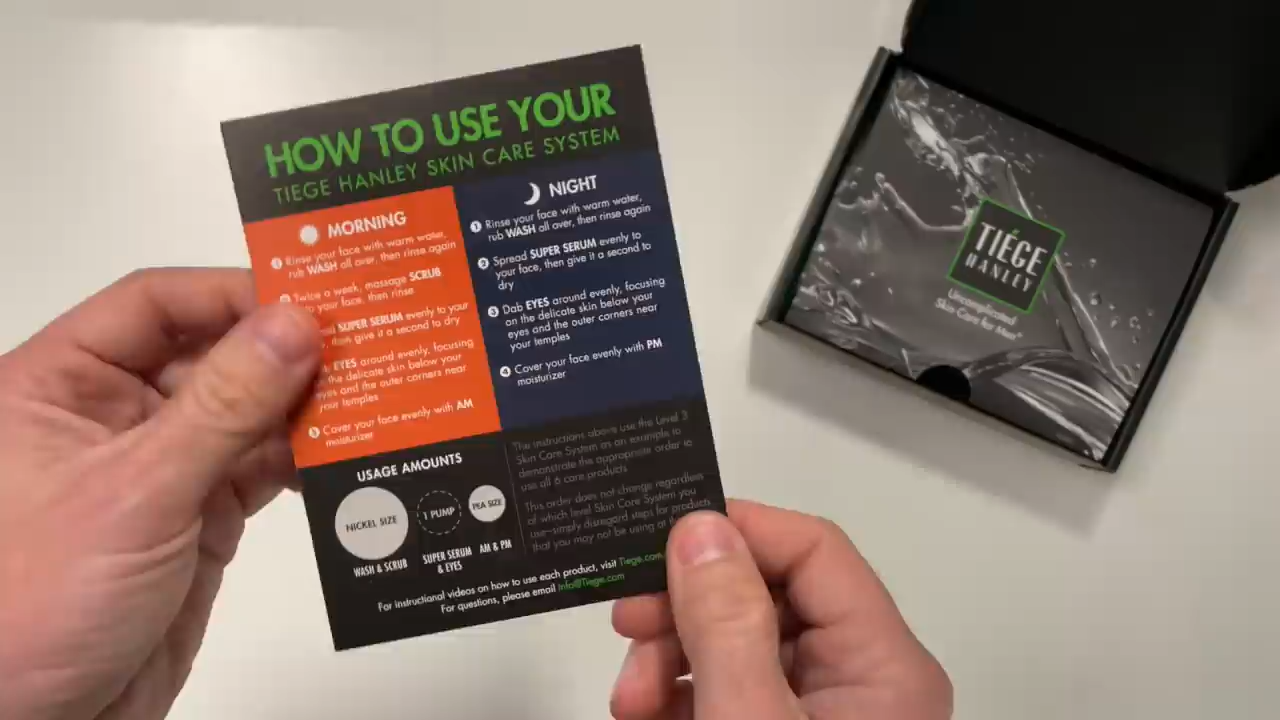 HOW TO USE YOUR
TIEGE HANLEY SKIN CARE SYSTEM
MORNING
1 Rinse your face with warm water,
rub WASH all over, then rinse again
Twice a week, massage SCRUB
to your face, then rinse
SUPER SERUM evenly to your
, then give it a second to dry
EYES around evenly, focusing
the delicate skin below your
eyes and the outer corners near
your temples
5 Cover your face evenly with AM
moisturizer
NIGHT
1 Rinse your face with warm water,
rub WASH all over, then rinse again
2 Spread SUPER SERUM evenly to
your face, then give it a second to
dry
3 Dab EYES around evenly, focusing
on the delicate skin below your
eyes and the outer corners near
your temples
4 Cover your face evenly with PM
moisturizer
USAGE AMOUNTS
NICKEL SIZE
WASH & SCRUB
1 PUMP
SUPER SERUM
& EYES
PEA SIZE
AM & PM
The instructions above use the Level 3
Skin Care System as an example to
demonstrate the appropriate order to
use all 6 care products
This order does not change regardless
of which level Skin Care System you
use–simply disregard steps for products
that you may not be using at
For instructional videos on how to use each product, visit Tiege.com
For questions, please email Info@Tiege.com
TIÉGE
HANLEY
Uncomplicated
Skin Care for Men™